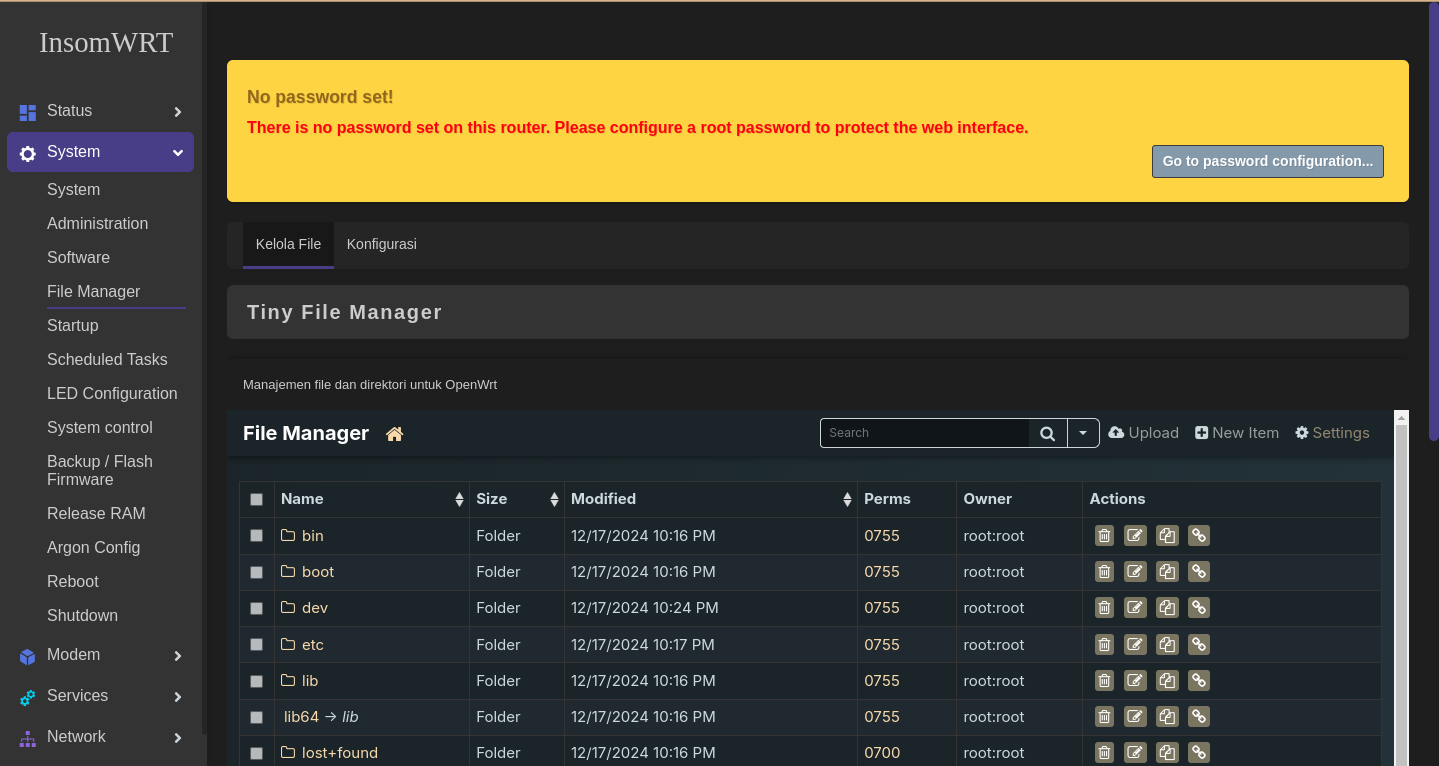 InsomWRT
Status
System
System
Administration
Software
File Manager
Startup
Scheduled Tasks
LED Configuration
System control
Backup / Flash
Firmware
Release RAM
Argon Config
Reboot
Shutdown
Modem
Services
Network
No password set!
There is no password set on this router. Please configure a root password to protect the web interface.
Go to password configuration...
Kelola File Konfigurasi
Tiny File Manager
Manajemen file dan direktori untuk OpenWrt
File Manager Search Upload New Item Settings
Name Size Modified Perms Owner Actions
bin Folder 12/17/2024 10:16 PM 0755 root:root
boot Folder 12/17/2024 10:16 PM 0755 root:root
dev Folder 12/17/2024 10:24 PM 0755 root:root
etc Folder 12/17/2024 10:17 PM 0755 root:root
lib Folder 12/17/2024 10:16 PM 0755 root:root
lib64 → lib Folder 12/17/2024 10:16 PM 0755 root:root
lost+found Folder 12/17/2024 10:16 PM 0700 root:root